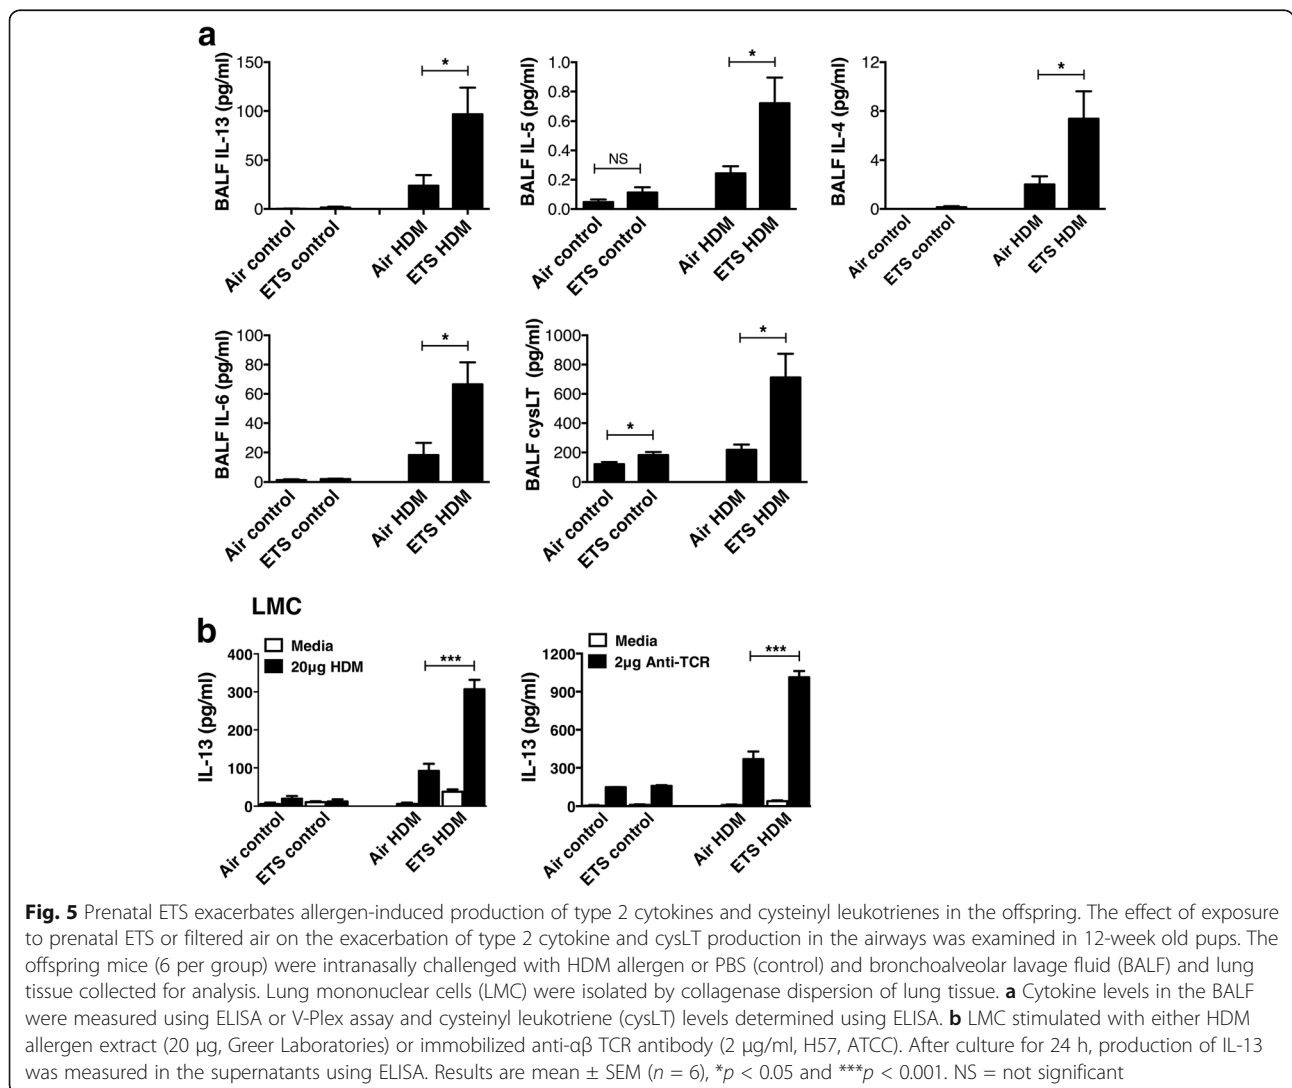 a
BALF IL-13 (pg/ml)
150
100
50
0
*
Air control
ETS control
Air HDM
ETS HDM
BALF IL-5 (pg/ml)
1.0
0.8
0.6
0.4
0.2
0.0
NS
*
Air control
ETS control
Air HDM
ETS HDM
BALF IL-4 (pg/ml)
12
8
4
0
*
Air control
ETS control
Air HDM
ETS HDM
BALF IL-6 (pg/ml)
100
80
60
40
20
0
*
Air control
ETS control
Air HDM
ETS HDM
BALF cysLT (pg/ml)
1000
800
600
400
200
0
*
*
Air control
ETS control
Air HDM
ETS HDM
LMC
b
IL-13 (pg/ml)
400
300
200
100
0
Media
20µg HDM
***
Air control
ETS control
Air HDM
ETS HDM
IL-13 (pg/ml)
1200
900
600
300
0
Media
2µg Anti-TCR
***
Air control
ETS control
Air HDM
ETS HDM
Fig. 5 Prenatal ETS exacerbates allergen-induced production of type 2 cytokines and cysteinyl leukotrienes in the offspring. The effect of exposure
to prenatal ETS or filtered air on the exacerbation of type 2 cytokine and cysLT production in the airways was examined in 12-week old pups. The
offspring mice (6 per group) were intranasally challenged with HDM allergen or PBS (control) and bronchoalveolar lavage fluid (BALF) and lung
tissue collected for analysis. Lung mononuclear cells (LMC) were isolated by collagenase dispersion of lung tissue. a Cytokine levels in the BALF
were measured using ELISA or V-Plex assay and cysteinyl leukotriene (cysLT) levels determined using ELISA. b LMC stimulated with either HDM
allergen extract (20 µg, Greer Laboratories) or immobilized anti-αβ TCR antibody (2 µg/ml, H57, ATCC). After culture for 24 h, production of IL-13
was measured in the supernatants using ELISA. Results are mean ± SEM (n = 6), *p < 0.05 and ***p < 0.001. NS = not significant